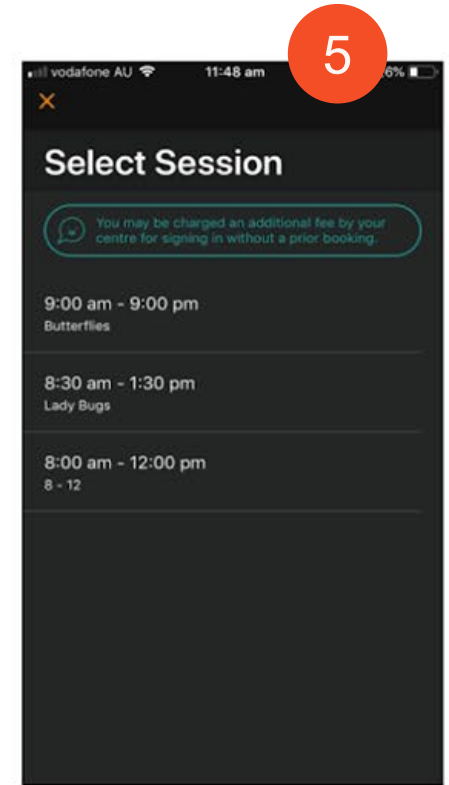 5
vodafone AU 11:48 am 6%
Select Session
You may be charged an additional fee by your
centre for signing in without a prior booking.
9:00 am - 9:00 pm
Butterflies
8:30 am - 1:30 pm
Lady Bugs
8:00 am - 12:00 pm
8 - 12